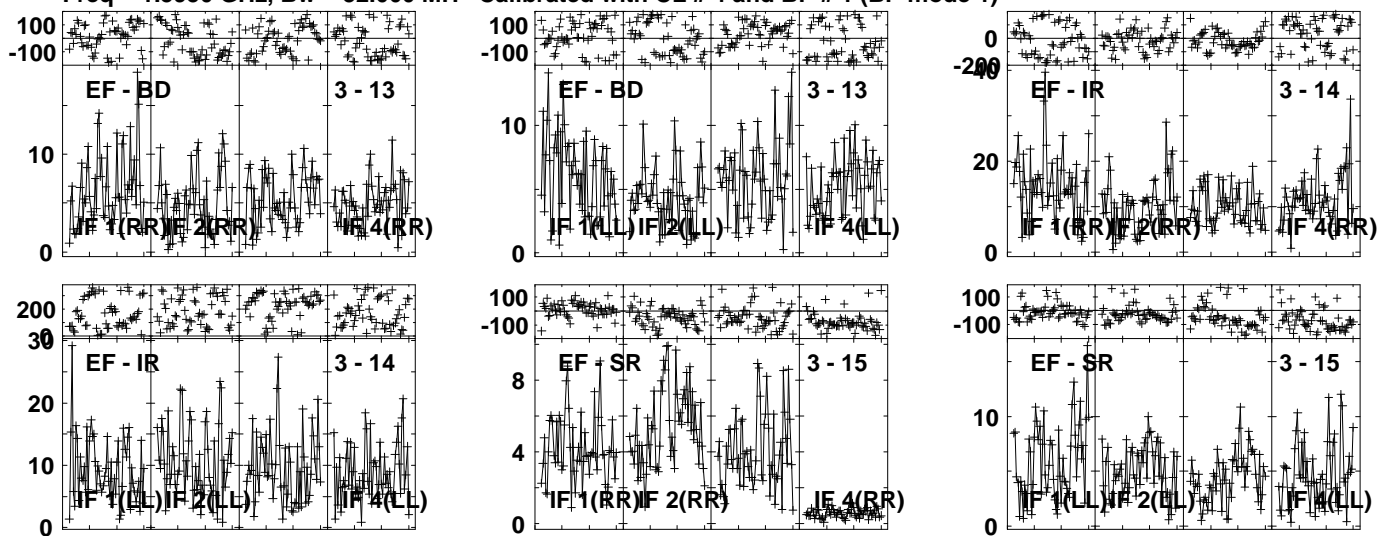 100
-100
EF - BD
3 - 13
10
0
IF 1(RR)
IF 2(RR)
IF 4(RR)
100
-100
EF - BD
3 - 13
10
0
IF 1(LL)
IF 2(LL)
IF 4(LL)
0
-200
40
EF - IR
3 - 14
20
0
IF 1(RR)
IF 2(RR)
IF 4(RR)
200
0
30
EF - IR
3 - 14
20
10
0
IF 1(LL)
IF 2(LL)
IF 4(LL)
100
-100
EF - SR
3 - 15
8
4
0
IF 1(RR)
IF 2(RR)
IF 4(RR)
100
-100
EF - SR
3 - 15
10
0
IF 1(LL)
IF 2(LL)
IF 4(LL)